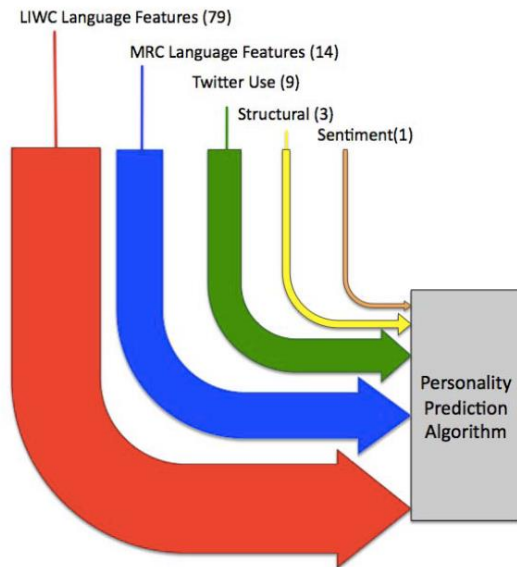 LIWC Language Features (79)
MRC Language Features (14)
Twitter Use (9)
Structural (3)
Sentiment(1)
Personality
Prediction
Algorithm